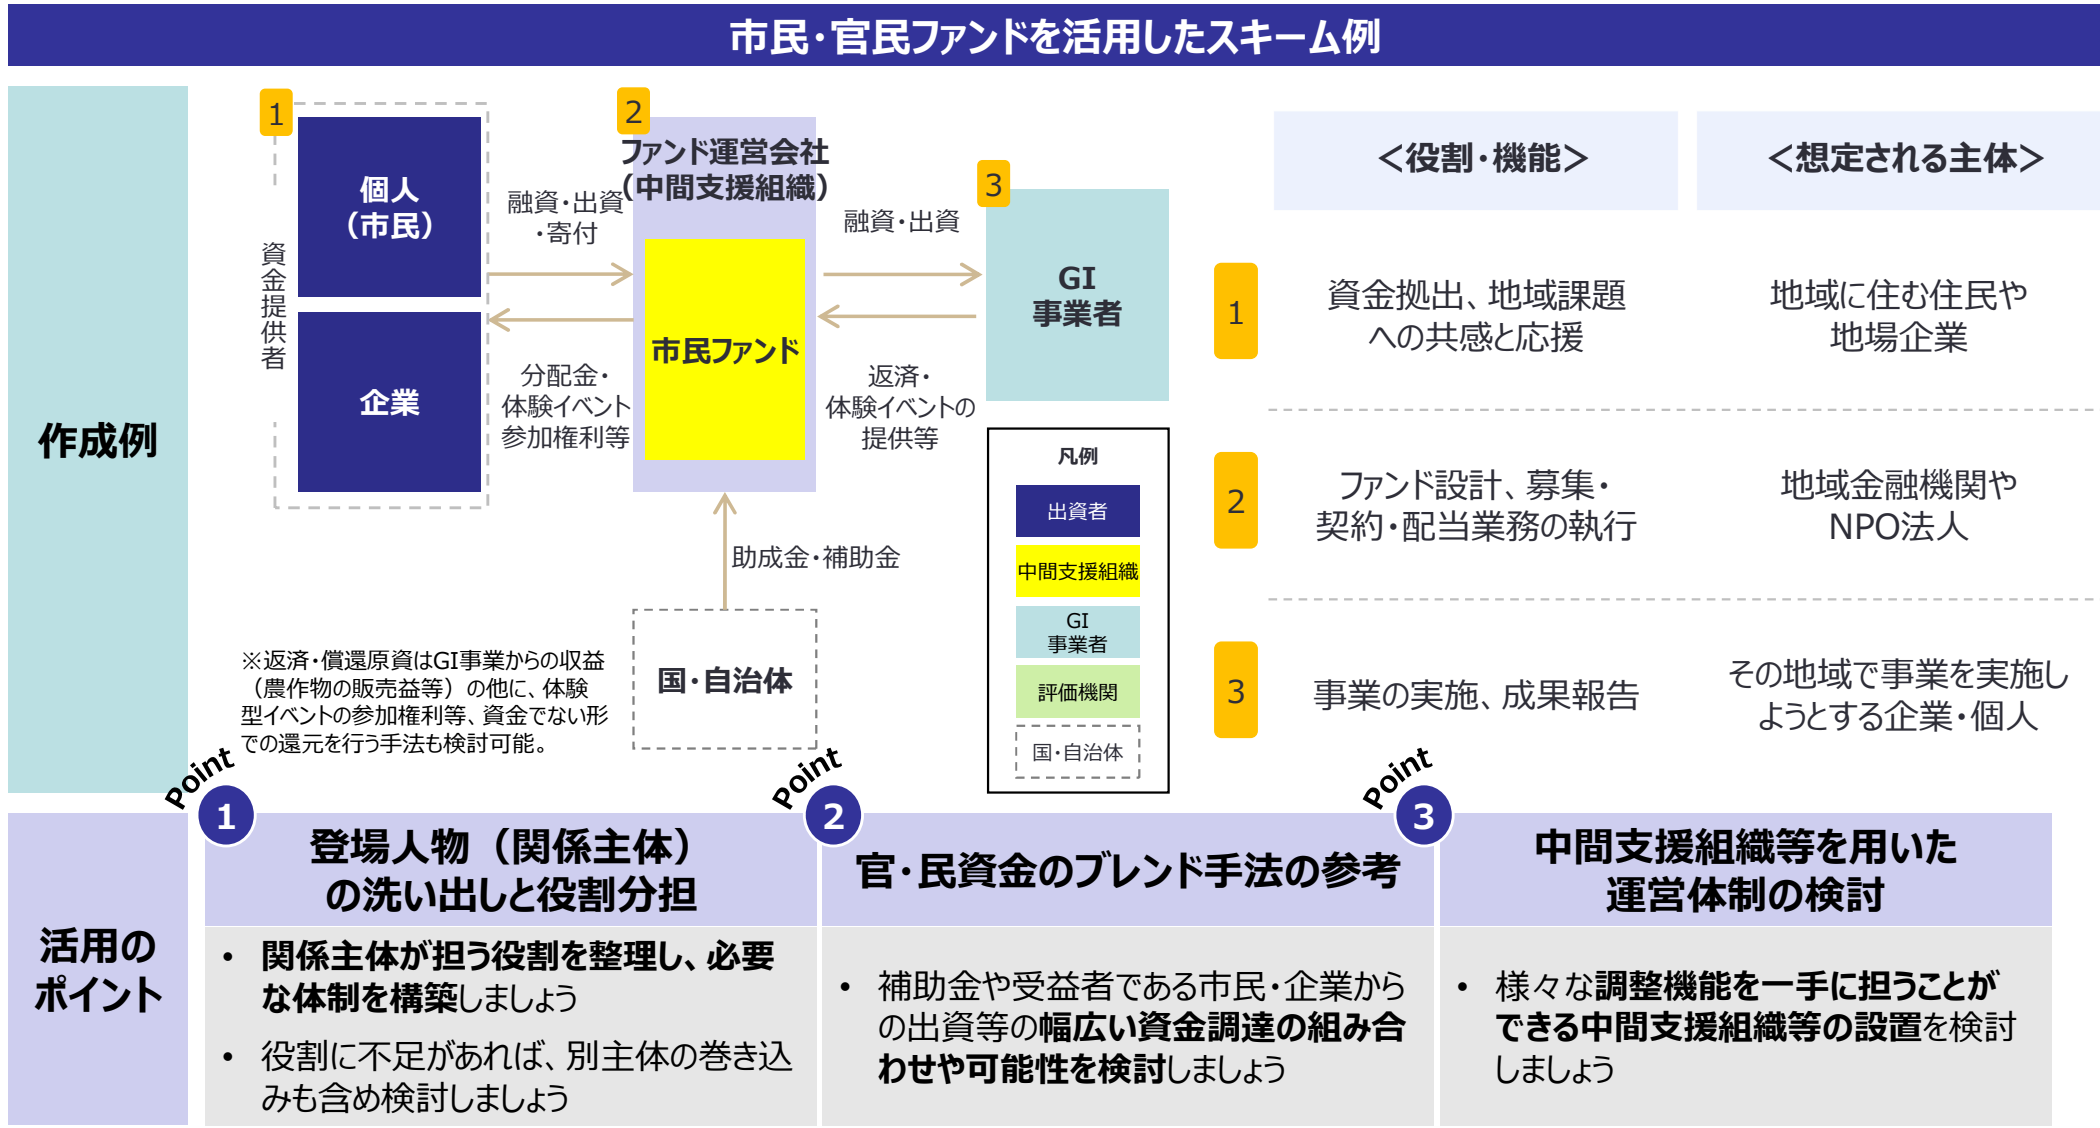 市民・官民ファンドを活用したスキーム例
作成例
1
個人
（市民）
企業
資金提供者
融資・出資
・寄付
分配金・
体験イベント
参加権利等
2
ファンド運営会社
（中間支援組織）
市民ファンド
融資・出資
返済・
体験イベントの
提供等
3
GI
事業者
助成金・補助金
国・自治体
※返済・償還原資はGI事業からの収益
（農作物の販売益等）の他に、体験
型イベントの参加権利等、資金でない形
での還元を行う手法も検討可能。
凡例
出資者
中間支援組織
GI
事業者
評価機関
国・自治体
＜役割・機能＞
＜想定される主体＞
1
資金拠出、地域課題
への共感と応援
地域に住む住民や
地場企業
2
ファンド設計、募集・
契約・配当業務の執行
地域金融機関や
NPO法人
3
事業の実施、成果報告
その地域で事業を実施し
ようとする企業・個人
活用の
ポイント
Point
1
登場人物（関係主体）
の洗い出しと役割分担
• 関係主体が担う役割を整理し、必要
な体制を構築しましょう
• 役割に不足があれば、別主体の巻き込
みも含め検討しましょう
Point
2
官・民資金のブレンド手法の参考
• 補助金や受益者である市民・企業から
の出資等の幅広い資金調達の組み合
わせや可能性を検討しましょう
Point
3
中間支援組織等を用いた
運営体制の検討
• 様々な調整機能を一手に担うことが
できる中間支援組織等の設置を検討
しましょう